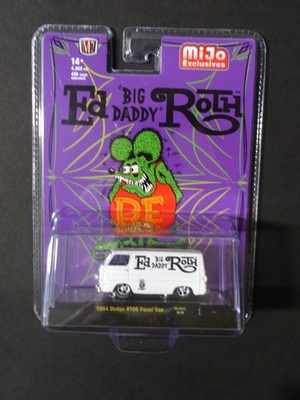 M2
14+
MiJo
Exclusives
Ed "BIG DADDY" ROTH
RF
Ed BIG DADDY ROTH
1964 Dodge A100 Panel Van